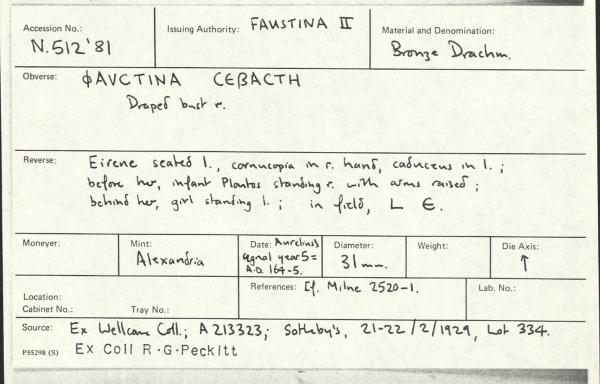 Accession No.: N.512'81
Issuing Authority: FAUSTINA II
Material and Denomination: Bronze Drachm.
Obverse: ΦAVCTINA CEBACTH
Draped bust r.
Reverse: Eirene seated l., cornucopia in r. hand, caduceus in l. ;
before her, infant Ploutos standing r. with arms raised ;
behind her, girl standing l. ; in field, L Є.
Moneyer:
Mint: Alexandria
Date: Aurelius's
regnal year 5 =
A.D. 164-5.
Diameter: 31 mm.
Weight:
Die Axis: ↑
Location:
Cabinet No.: Tray No.:
References: Cf. Milne 2520-1.
Lab. No.:
Source: Ex Wellcome Coll.; A 213323; Sotheby's, 21-22/2/1929, Lot 334.
P55298 (S) Ex Coll R.G.Peckitt